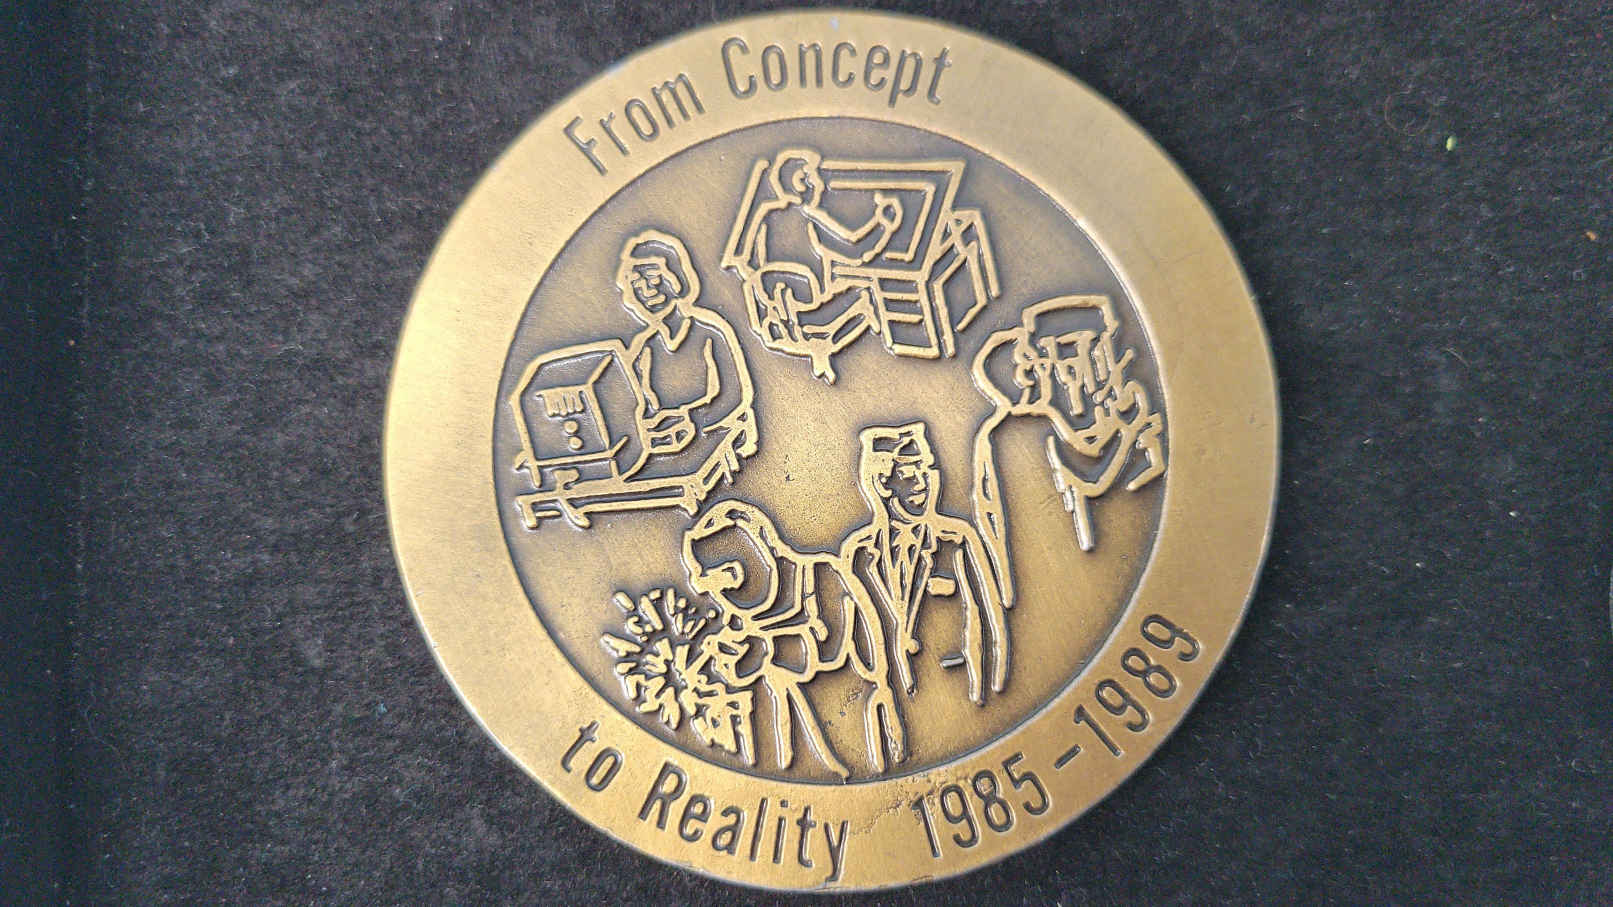 From Concept
to Reality 1985-1989